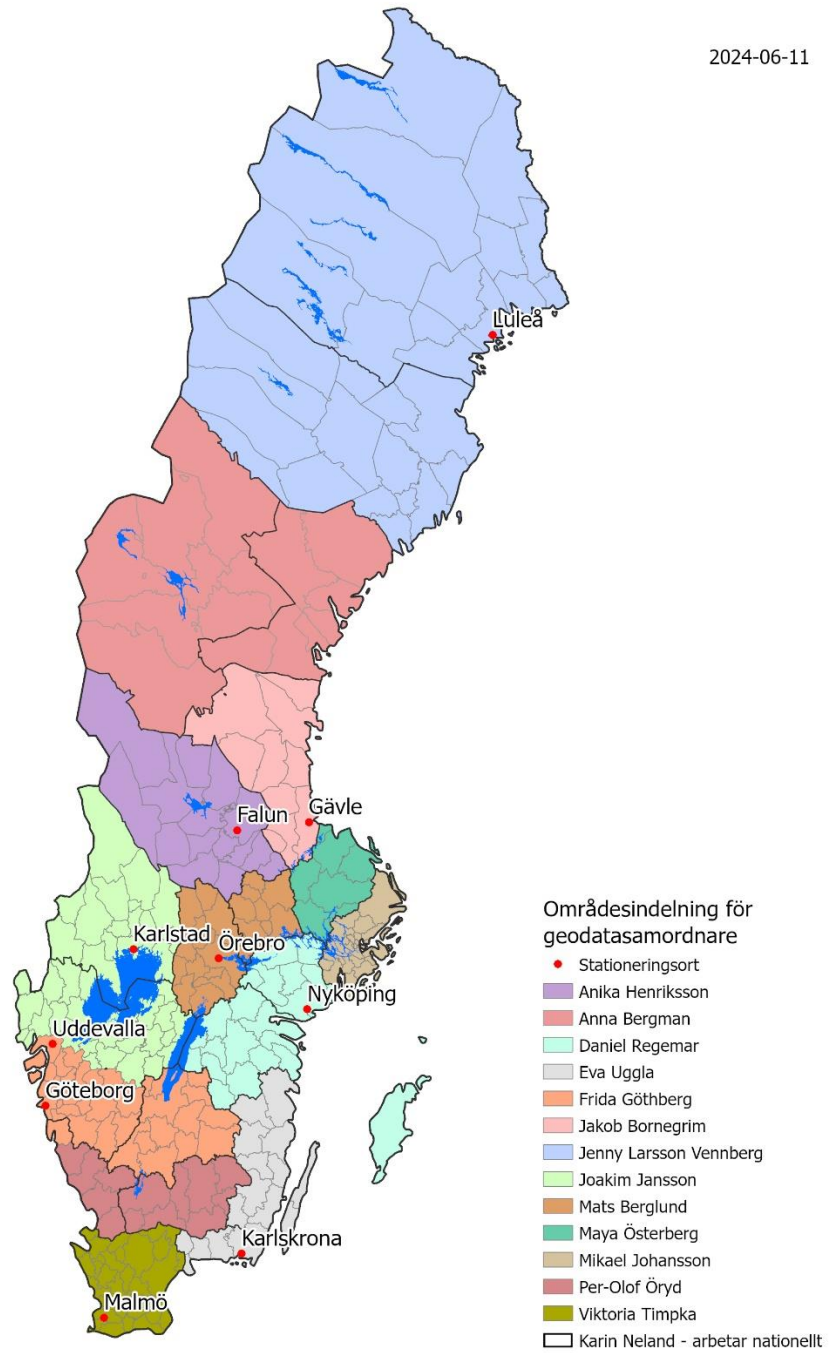 2024-06-11
Luleå
Falun
Gävle
Karlstad
Örebro
Nyköping
Uddevalla
Göteborg
Karlskrona
Malmö
Områdesindelning för
geodatasamordnare
Stationeringsort
Anika Henriksson
Anna Bergman
Daniel Regemar
Eva Uggla
Frida Göthberg
Jakob Bornegrim
Jenny Larsson Vennberg
Joakim Jansson
Mats Berglund
Maya Österberg
Mikael Johansson
Per-Olof Öryd
Viktoria Timpka
Karin Neland - arbetar nationellt